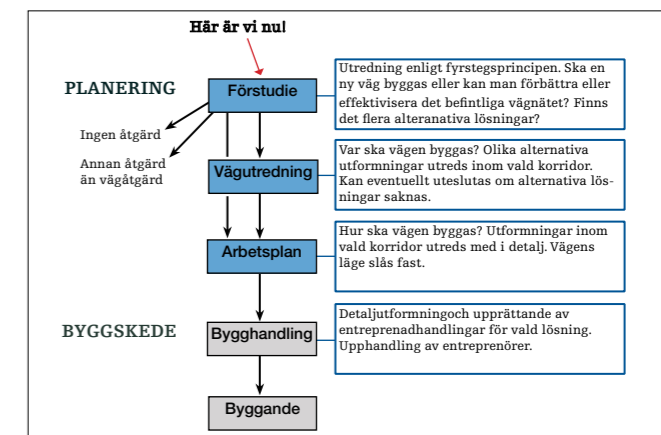 Här är vi nu!
PLANERING
Förstudie
Utredning enligt fyrstegsprincipen. Ska en
ny väg byggas eller kan man förbättra eller
effektivisera det befintliga vägnätet? Finns
det flera alteranativa lösningar?
Ingen åtgärd
Annan åtgärd
än vägåtgärd
Vägutredning
Var ska vägen byggas? Olika alternativa
utformningar utreds inom vald korridor.
Kan eventuellt uteslutas om alternativa lös-
ningar saknas.
Arbetsplan
Hur ska vägen byggas? Utformningar inom
vald korridor utreds med i detalj. Vägens
läge slås fast.
BYGGSKEDE
Bygghandling
Detaljutformningoch upprättande av
entreprenadhandlingar för vald lösning.
Upphandling av entreprenörer.
Byggande